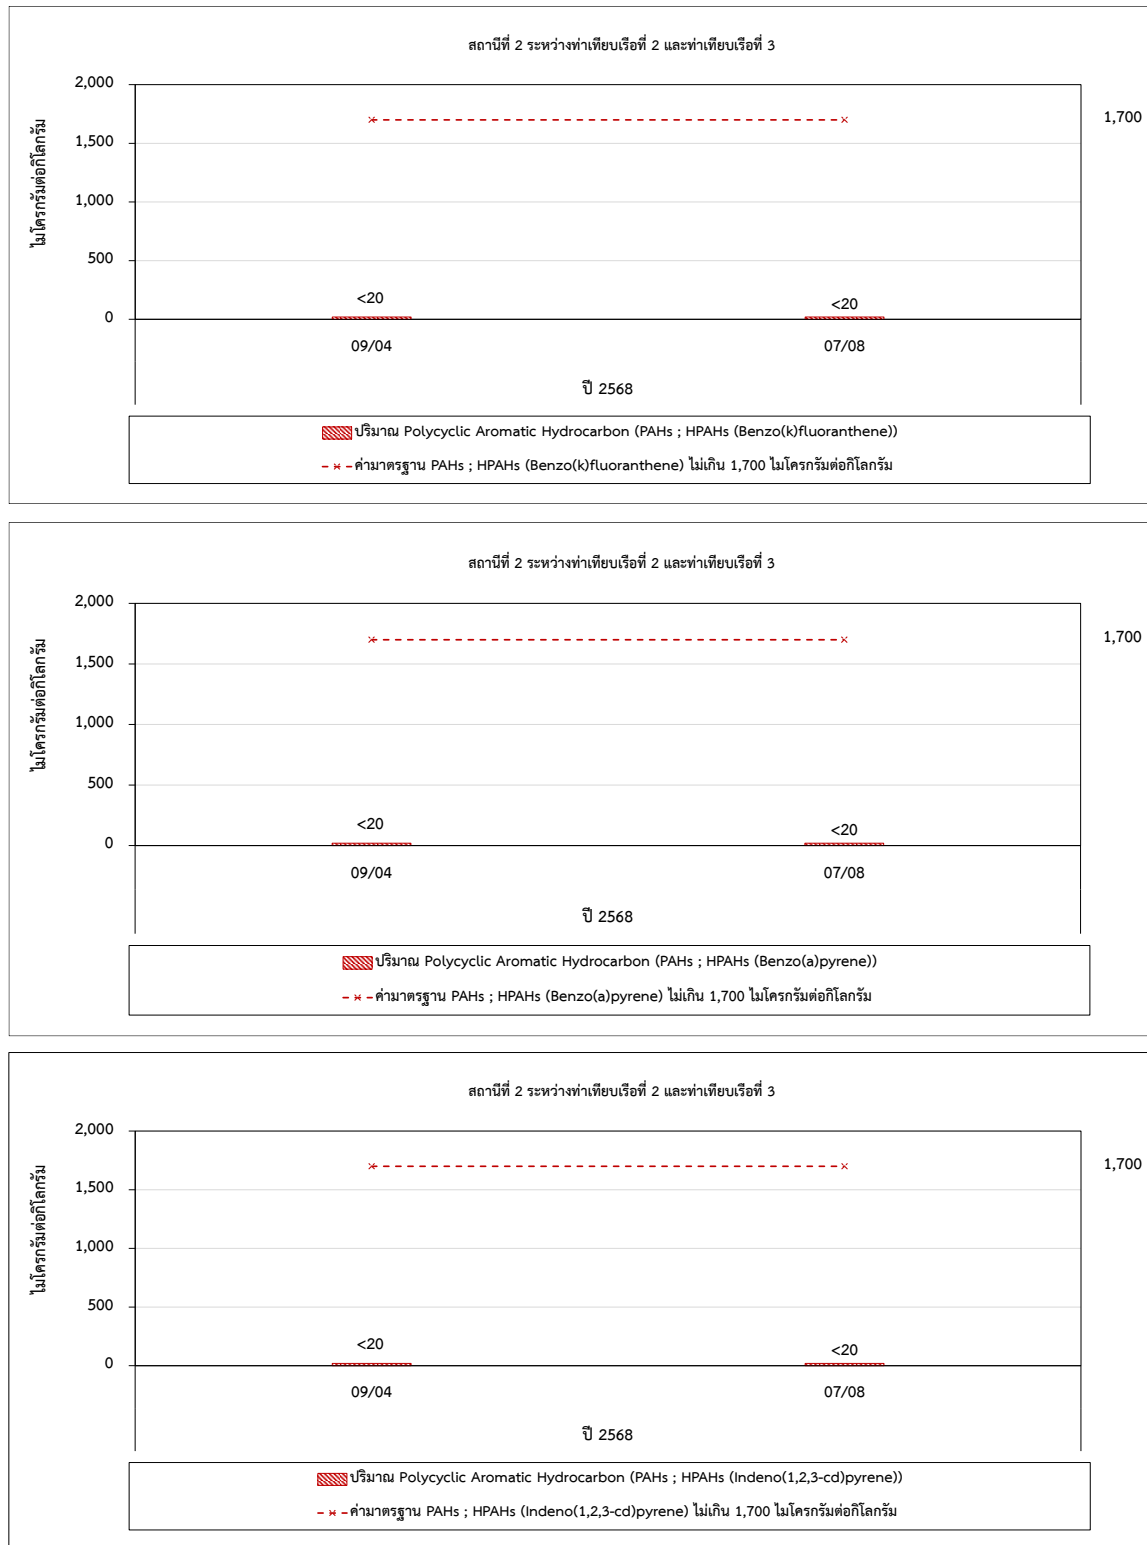 สถานีที่ 2 ระหว่างท่าเทียบเรือที่ 2 และท่าเทียบเรือที่ 3
ไมโครกรัมต่อกิโลกรัม
2,000
1,700
1,500
1,000
500
<20 <20
0
09/04 07/08
ปี 2568
ปริมาณ Polycyclic Aromatic Hydrocarbon (PAHs ; HPAHs (Benzo(k)fluoranthene))
ค่ามาตรฐาน PAHs ; HPAHs (Benzo(k)fluoranthene) ไม่เกิน 1,700 ไมโครกรัมต่อกิโลกรัม
สถานีที่ 2 ระหว่างท่าเทียบเรือที่ 2 และท่าเทียบเรือที่ 3
ไมโครกรัมต่อกิโลกรัม
2,000
1,700
1,500
1,000
500
<20 <20
0
09/04 07/08
ปี 2568
ปริมาณ Polycyclic Aromatic Hydrocarbon (PAHs ; HPAHs (Benzo(a)pyrene))
ค่ามาตรฐาน PAHs ; HPAHs (Benzo(a)pyrene) ไม่เกิน 1,700 ไมโครกรัมต่อกิโลกรัม
สถานีที่ 2 ระหว่างท่าเทียบเรือที่ 2 และท่าเทียบเรือที่ 3
ไมโครกรัมต่อกิโลกรัม
2,000
1,700
1,500
1,000
500
<20 <20
0
09/04 07/08
ปี 2568
ปริมาณ Polycyclic Aromatic Hydrocarbon (PAHs ; HPAHs (Indeno(1,2,3-cd)pyrene))
ค่ามาตรฐาน PAHs ; HPAHs (Indeno(1,2,3-cd)pyrene) ไม่เกิน 1,700 ไมโครกรัมต่อกิโลกรัม